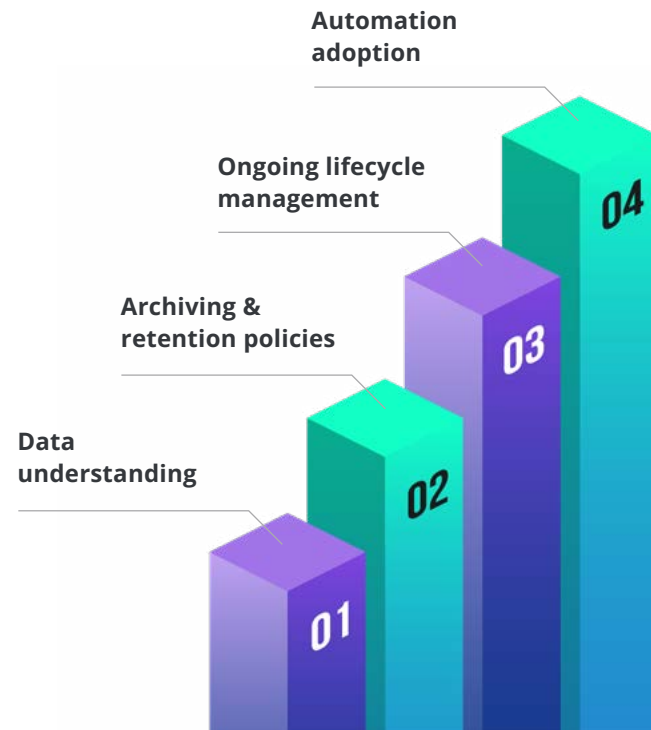 Automation
adoption
04
Ongoing lifecycle
management
03
Archiving &
retention policies
02
Data
understanding
01